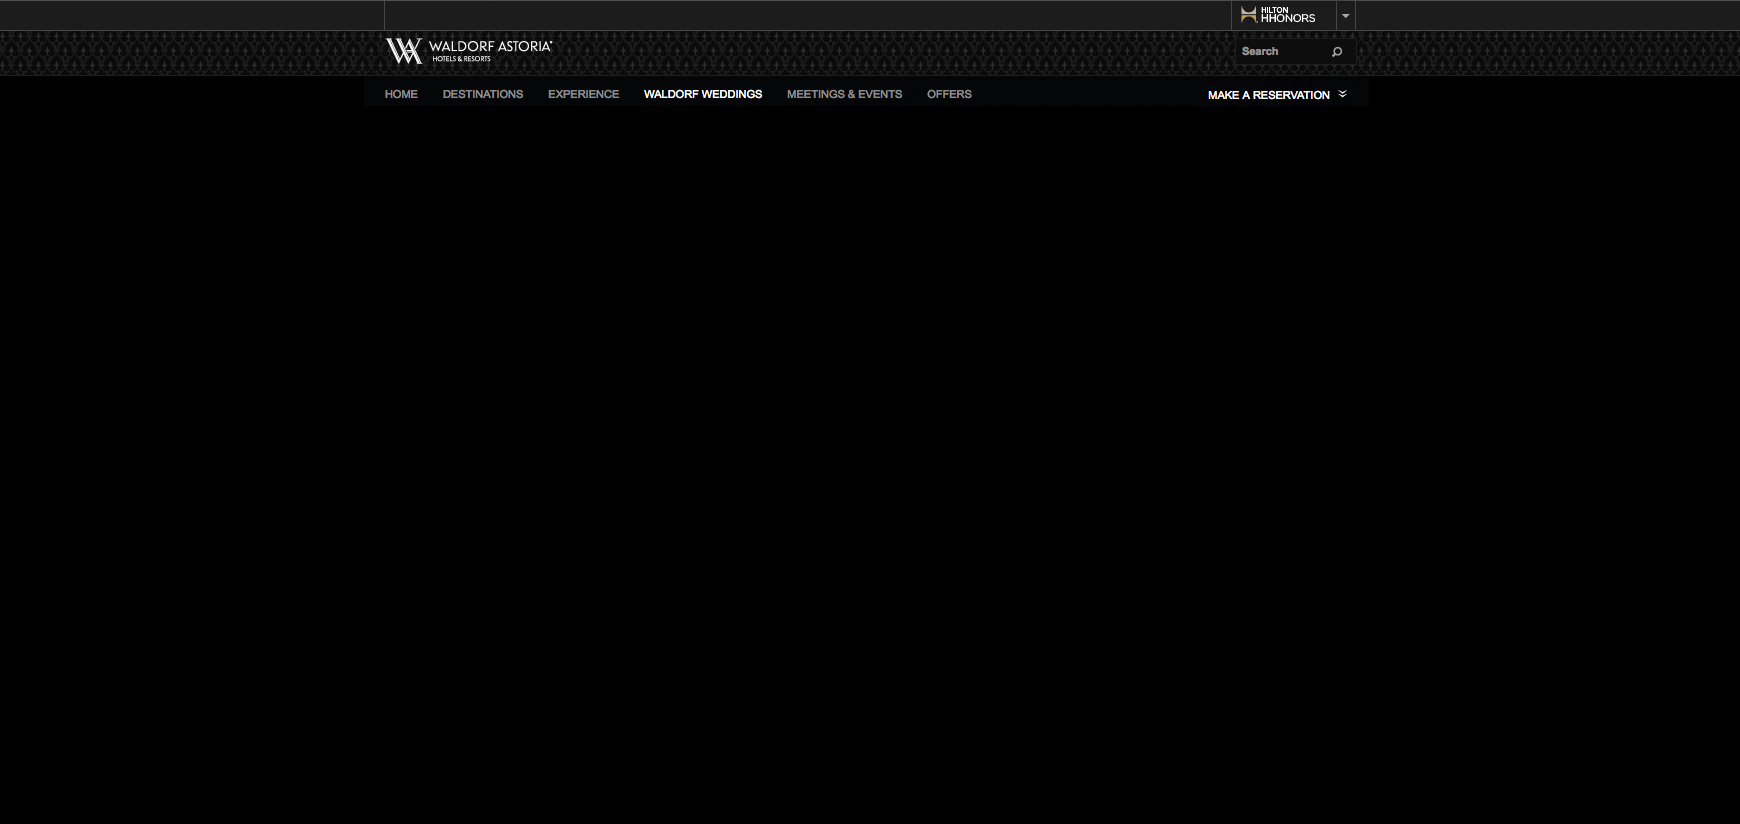 HILTON
HHONORS
WALDORF ASTORIA®
HOTELS & RESORTS
Search
HOME DESTINATIONS EXPERIENCE WALDORF WEDDINGS MEETINGS & EVENTS OFFERS MAKE A RESERVATION